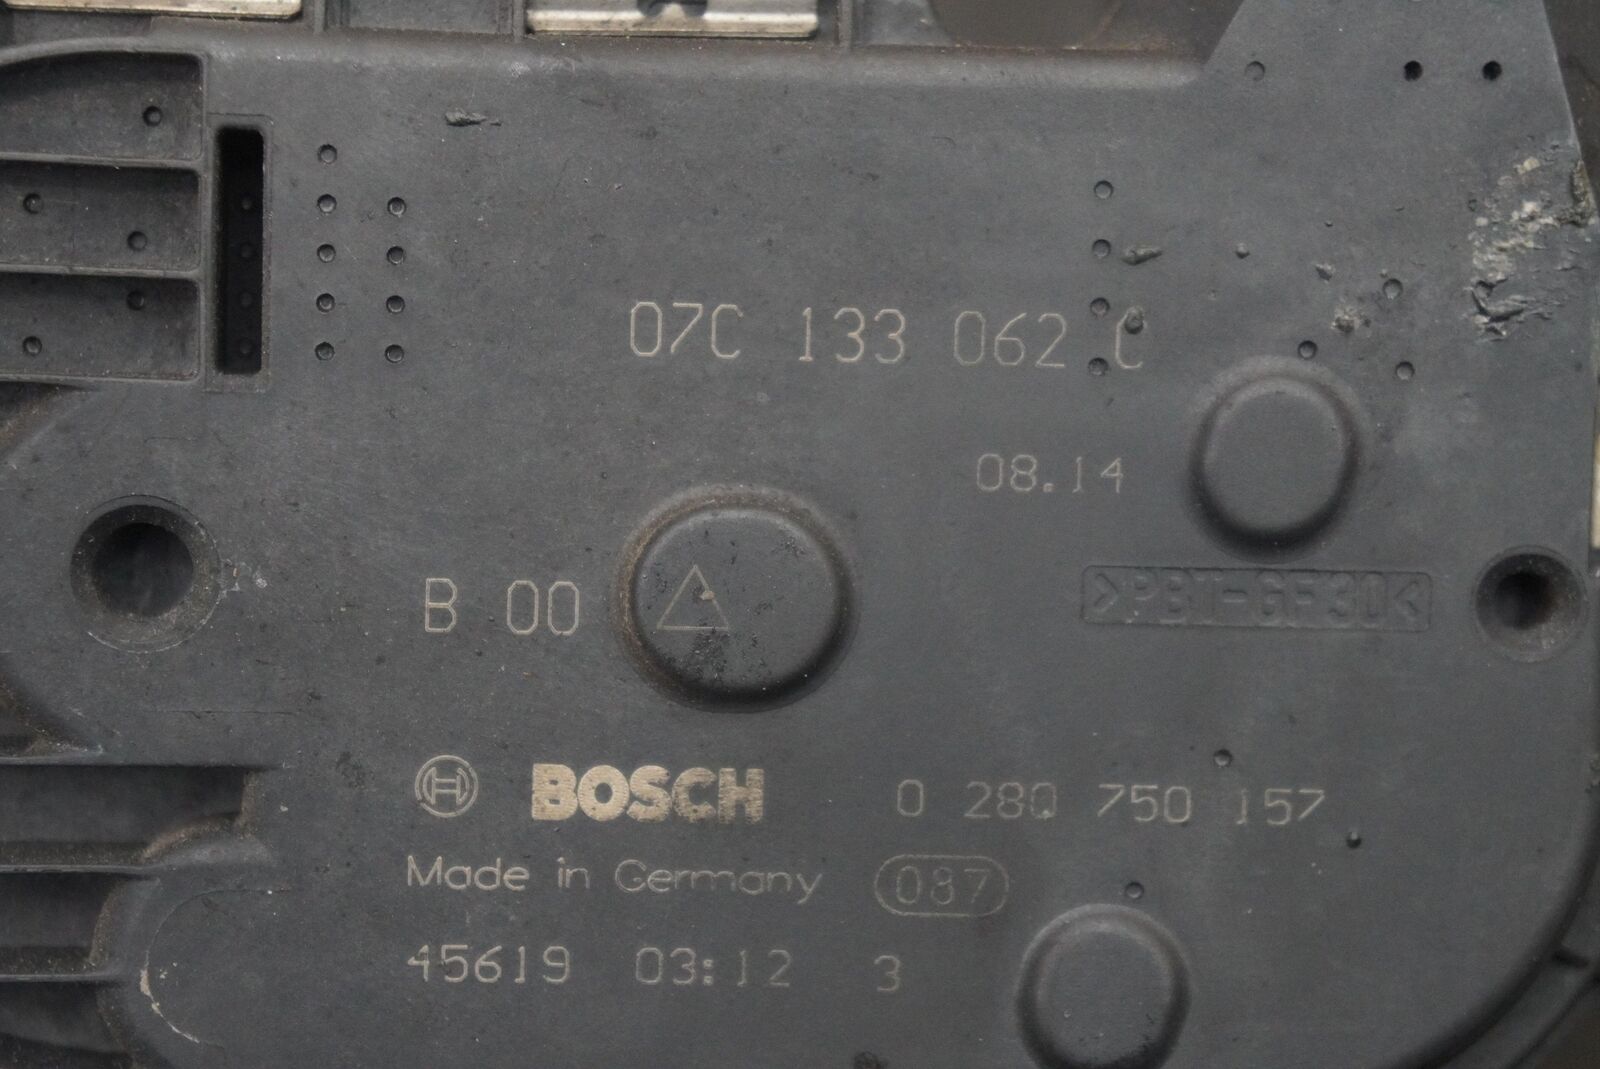 07C 133 062 C
08.14
B 00
>PBT-GF30<
BOSCH 0 280 750 157
Made in Germany 087
45619 03:12 3